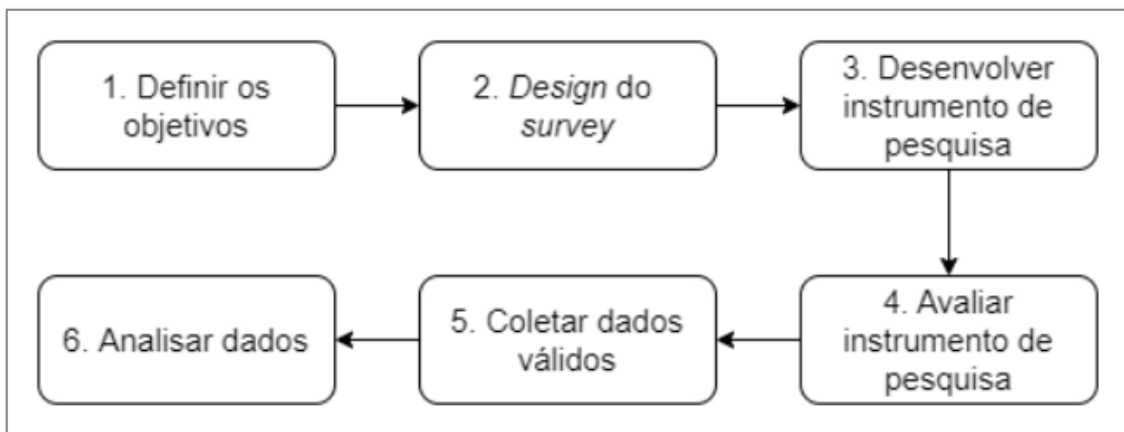 1. Definir os
objetivos
2. Design do
survey
3. Desenvolver
instrumento de
pesquisa
4. Avaliar
instrumento de
pesquisa
5. Coletar dados
válidos
6. Analisar dados